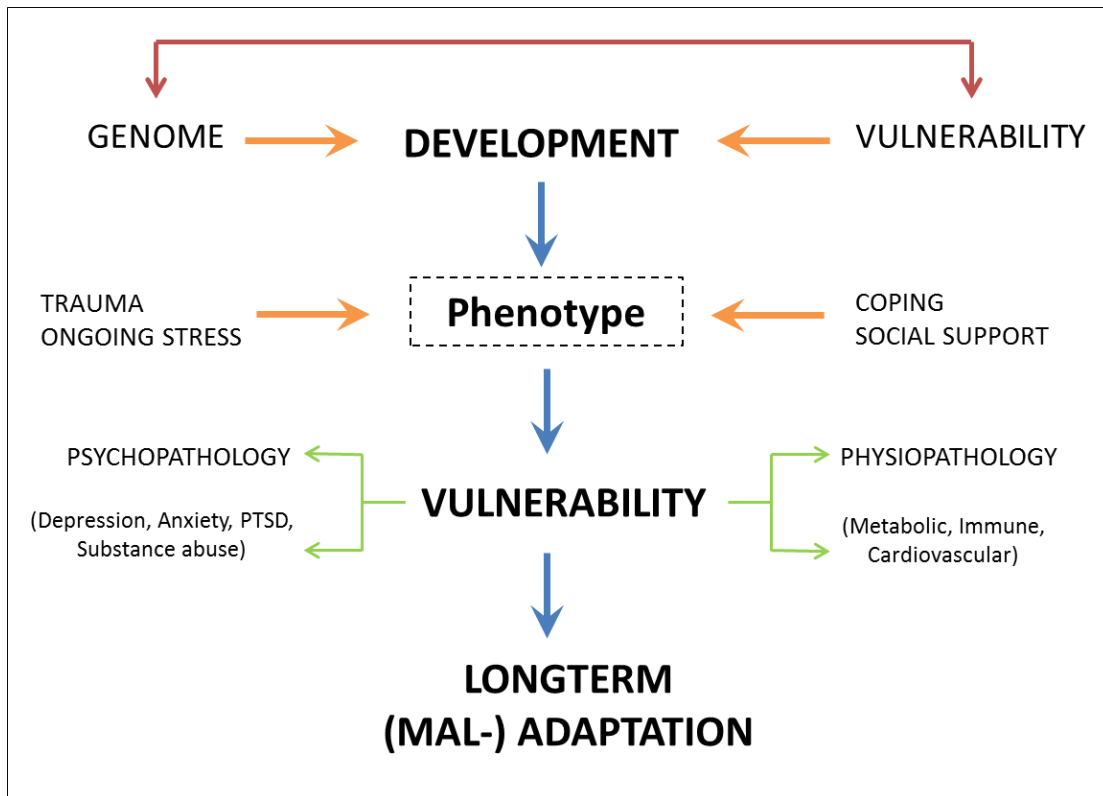 GENOME
DEVELOPMENT
VULNERABILITY
TRAUMA
ONGOING STRESS
Phenotype
COPING
SOCIAL SUPPORT
PSYCHOPATHOLOGY
(Depression, Anxiety, PTSD,
Substance abuse)
VULNERABILITY
PHYSIOPATHOLOGY
(Metabolic, Immune,
Cardiovascular)
LONGTERM
(MAL-) ADAPTATION